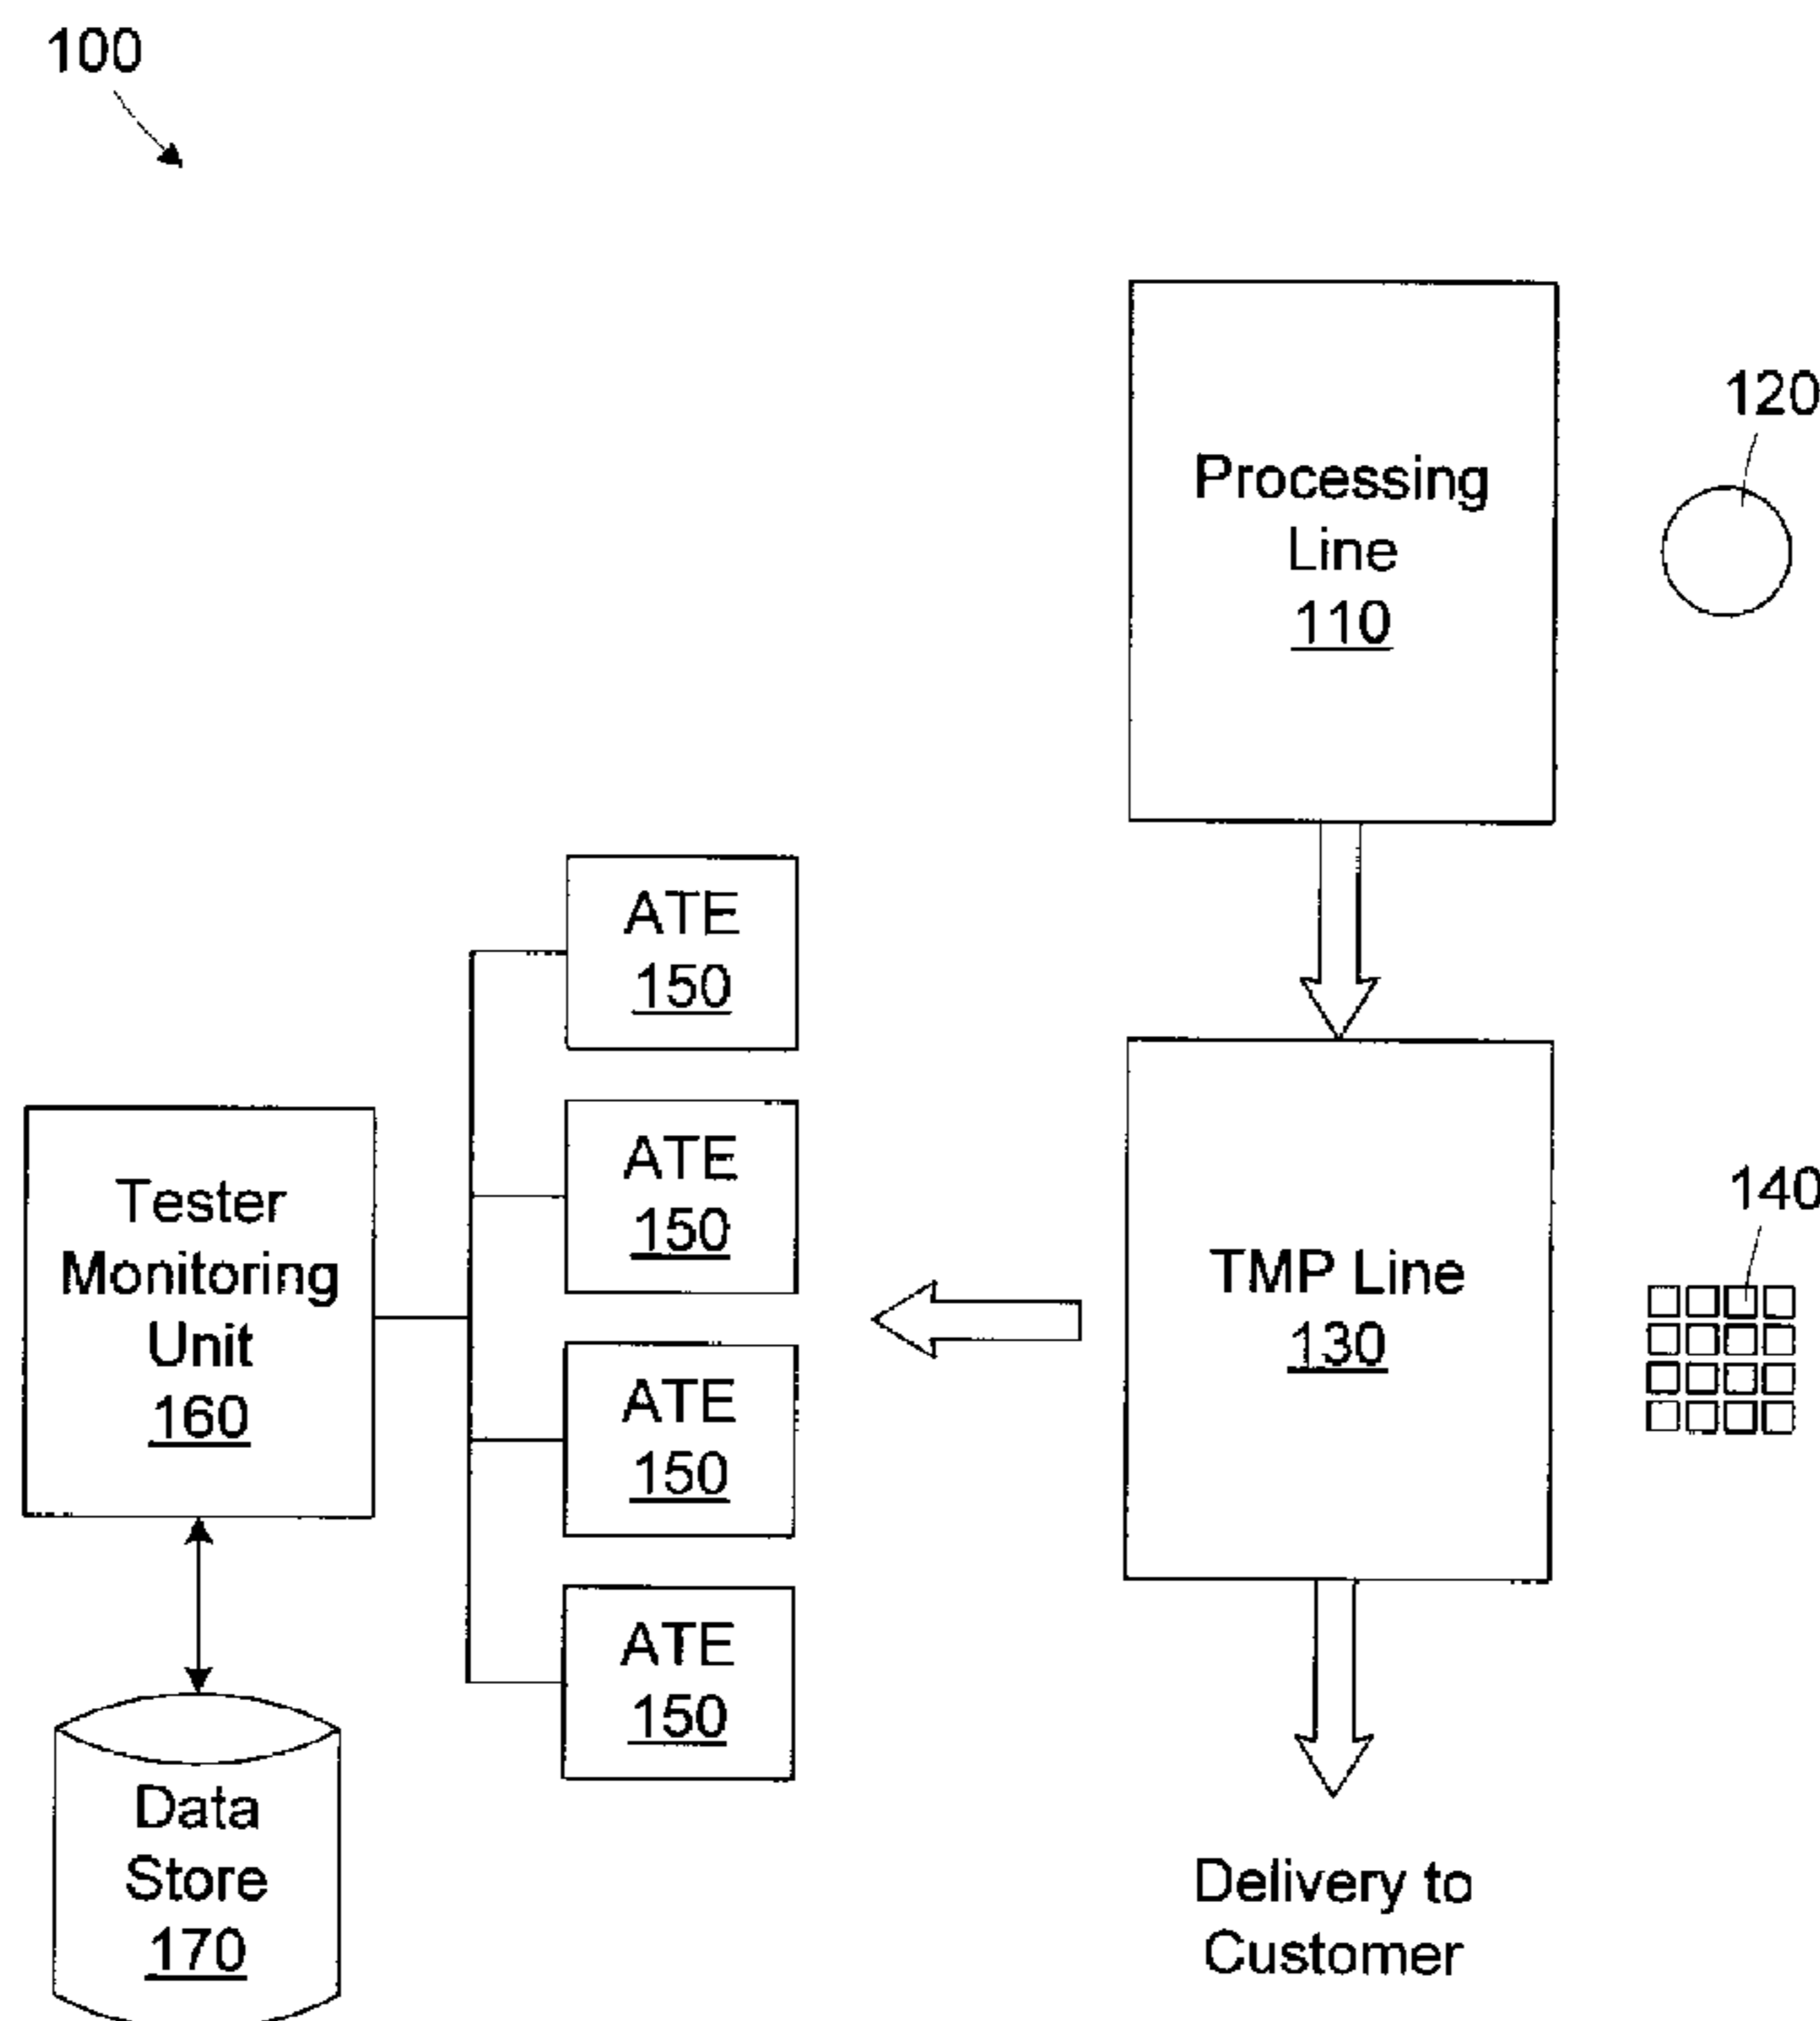 100
Processing
Line
110
120
ATE
150
ATE
150
ATE
150
ATE
150
Tester
Monitoring
Unit
160
TMP Line
130
140
Data
Store
170
Delivery to
Customer